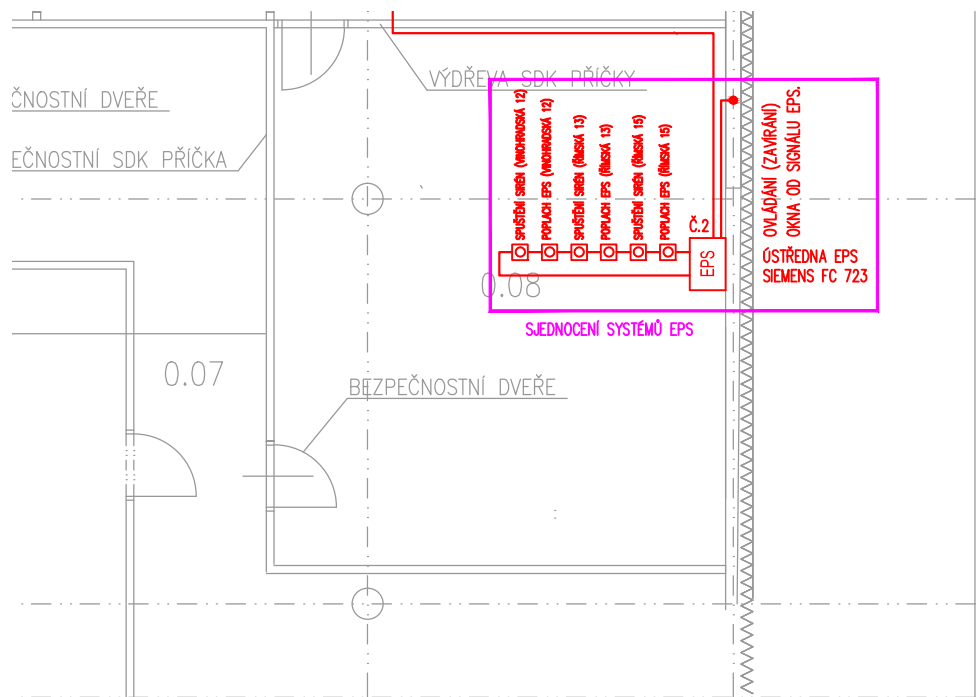 VÝDŘEVA SDK PŘÍČKY
ČNOSTNÍ DVEŘE
EČNOSTNÍ SDK PŘÍČKA
SPUŠTĚNÍ SIRÉN (VINOHRADSKÁ 12)
POPLACH EPS (VINOHRADSKÁ 12)
SPUŠTĚNÍ SIRÉN (ŘÍMSKÁ 13)
POPLACH EPS (ŘÍMSKÁ 13)
SPUŠTĚNÍ SIRÉN (ŘÍMSKÁ 15)
POPLACH EPS (ŘÍMSKÁ 15)
OVLÁDÁNÍ (ZAVÍRÁNÍ)
OKNA OD SIGNÁLU EPS.
Č.2
EPS
ÚSTŘEDNA EPS
SIEMENS FC 723
0.08
SJEDNOCENÍ SYSTÉMŮ EPS
0.07
BEZPEČNOSTNÍ DVEŘE